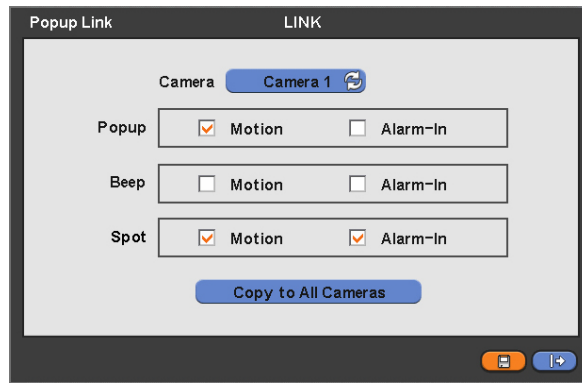 Popup Link LINK
Camera Camera 1
Popup Motion Alarm-In
Beep Motion Alarm-In
Spot Motion Alarm-In
Copy to All Cameras